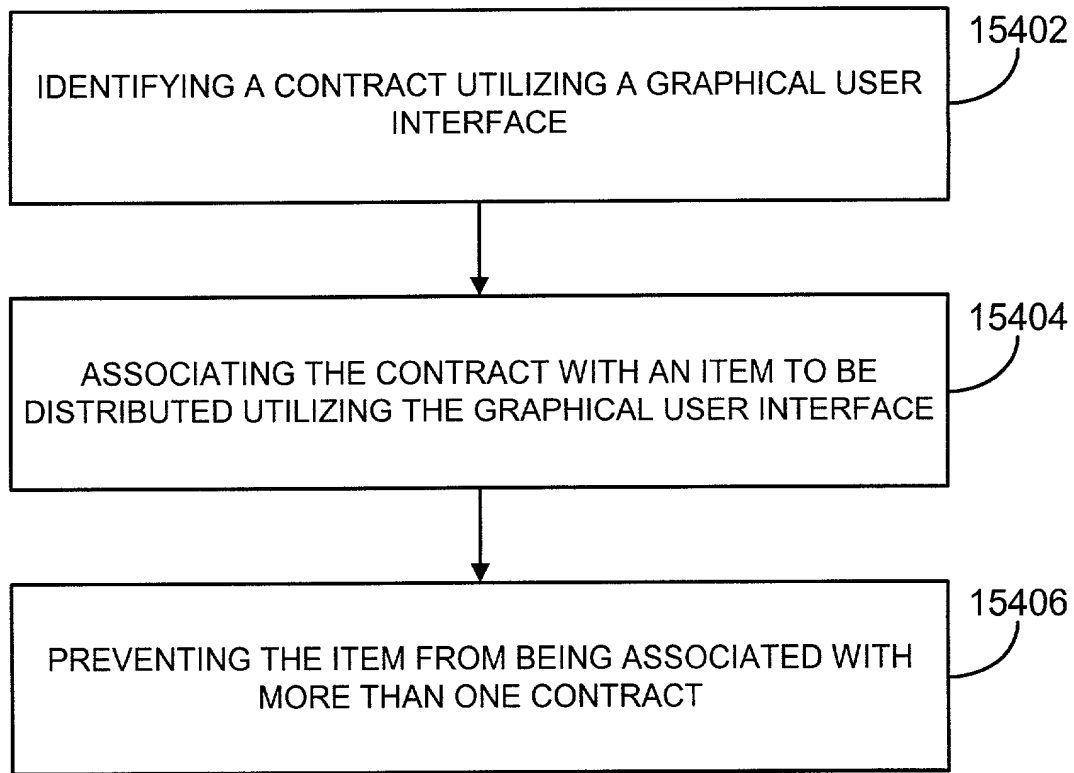 15402
IDENTIFYING A CONTRACT UTILIZING A GRAPHICAL USER
INTERFACE
15404
ASSOCIATING THE CONTRACT WITH AN ITEM TO BE
DISTRIBUTED UTILIZING THE GRAPHICAL USER INTERFACE
15406
PREVENTING THE ITEM FROM BEING ASSOCIATED WITH
MORE THAN ONE CONTRACT